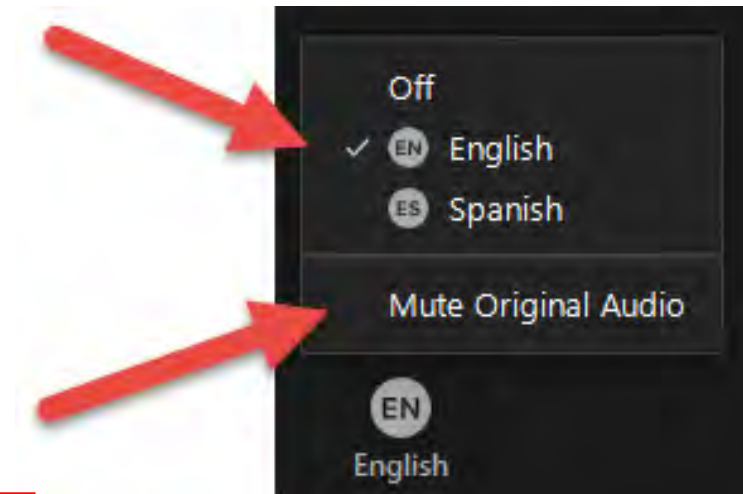 Off
EN English
ES Spanish
Mute Original Audio
EN
English